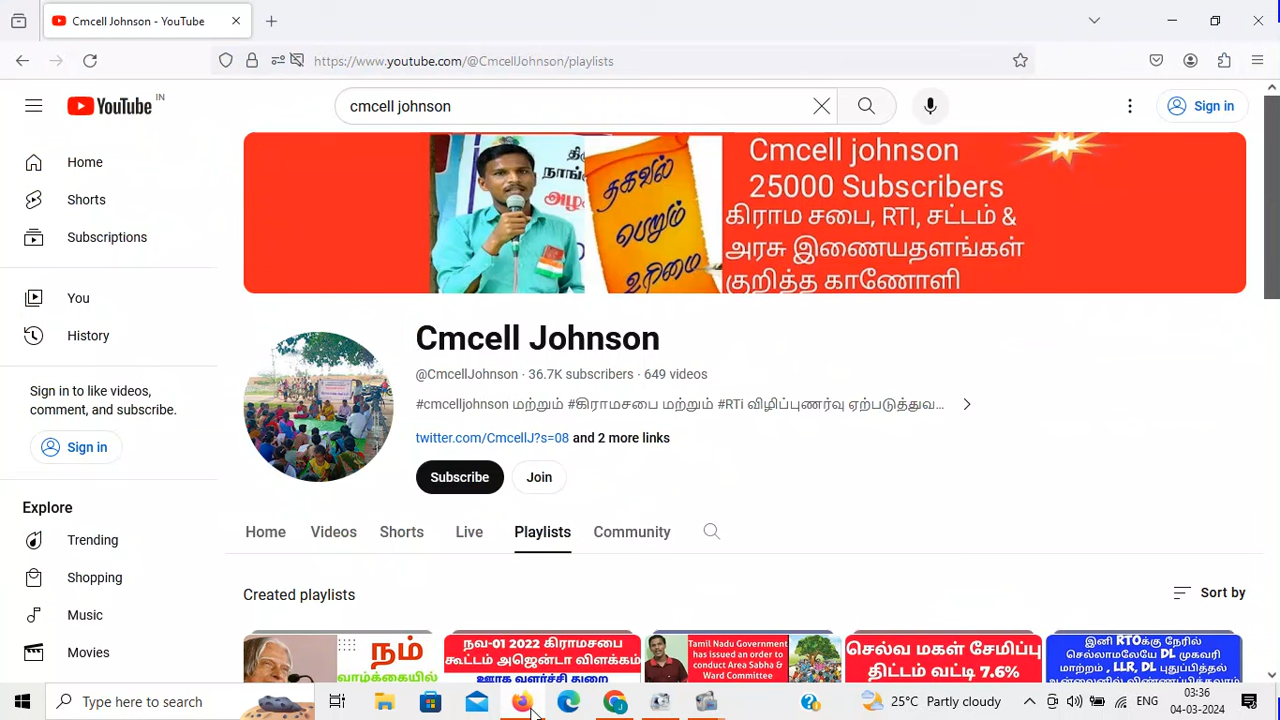 Cmcell Johnson - YouTube
https://www.youtube.com/@CmcellJohnson/playlists
YouTube IN
cmcell johnson
Sign in
Home
Shorts
Subscriptions
You
History
Sign in to like videos,
comment, and subscribe.
Sign in
Explore
Trending
Shopping
Music
Movies
தகவல்
பெறும்
உரிமை
Cmcell johnson
25000 Subscribers
கிராம சபை, RTI, சட்டம் &
அரசு இணையதளங்கள்
குறித்த காணோளி
Cmcell Johnson
@CmcellJohnson · 36.7K subscribers · 649 videos
#cmcelljohnson மற்றும் #கிராமசபை மற்றும் #RTi விழிப்புணர்வு ஏற்படுத்துவ...
twitter.com/CmcellJ?s=08 and 2 more links
Subscribe
Join
Home
Videos
Shorts
Live
Playlists
Community
Created playlists
Sort by
நம்
வாழ்க்கையில்
நவ-01 2022 கிராமசபை
கூட்டம் அஜென்டா விளக்கம்
ஊரக வளர்ச்சி துறை
Tamil Nadu Government
has issued an order to
conduct Area Sabha &
Ward Committee
செல்வ மகள் சேமிப்பு
திட்டம் வட்டி 7.6%
இனி RTOக்கு நேரில்
செல்லாமலேயே DL முகவரி
மாற்றம் , LLR, DL புதுப்பித்தல்
Type here to search
25°C Partly cloudy
ENG
03:36
04-03-2024